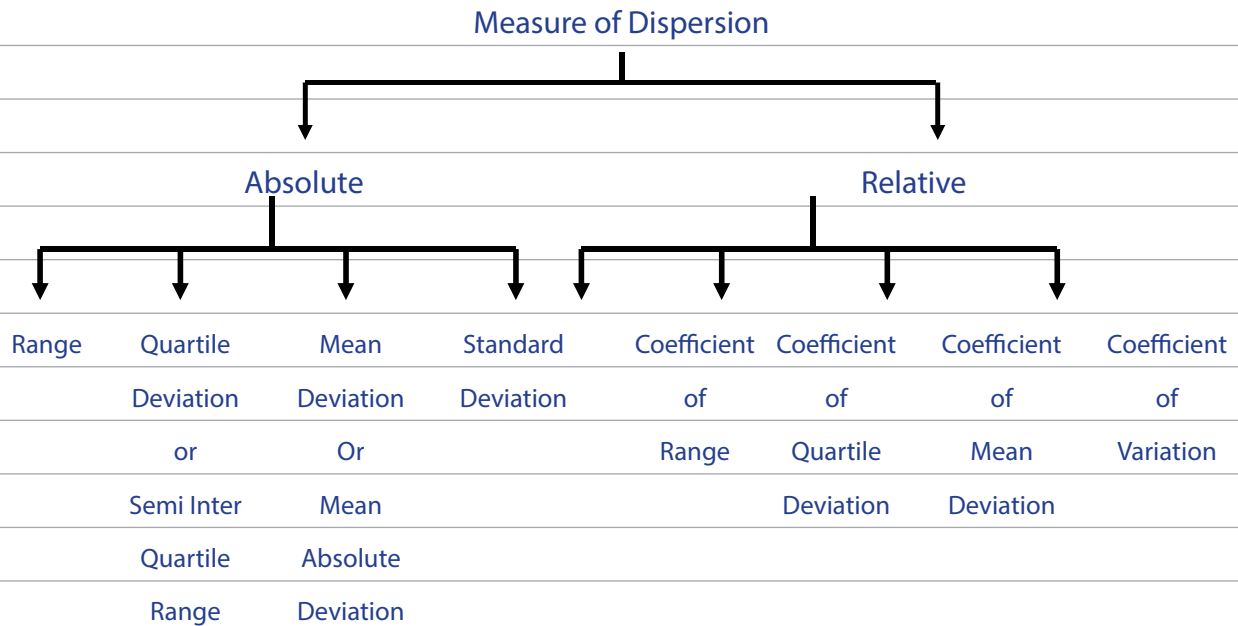 Measure of Dispersion
Absolute Relative
Range Quartile Mean Standard Coefficient Coefficient Coefficient Coefficient
Deviation Deviation Deviation of of of of
or Or Range Quartile Mean Variation
Semi Inter Mean Deviation Deviation
Quartile Absolute
Range Deviation